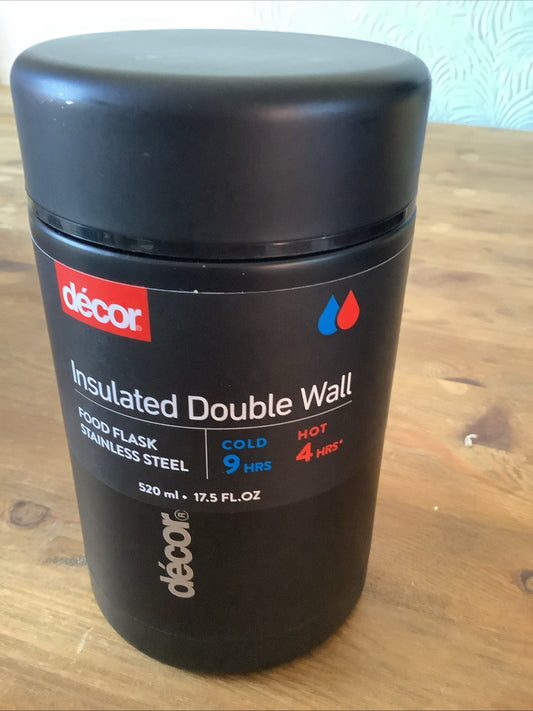 décor®
Insulated Double Wall
FOOD FLASK
STAINLESS STEEL
COLD
9 HRS
HOT
4 HRS*
520 ml • 17.5 FL.OZ
décor®